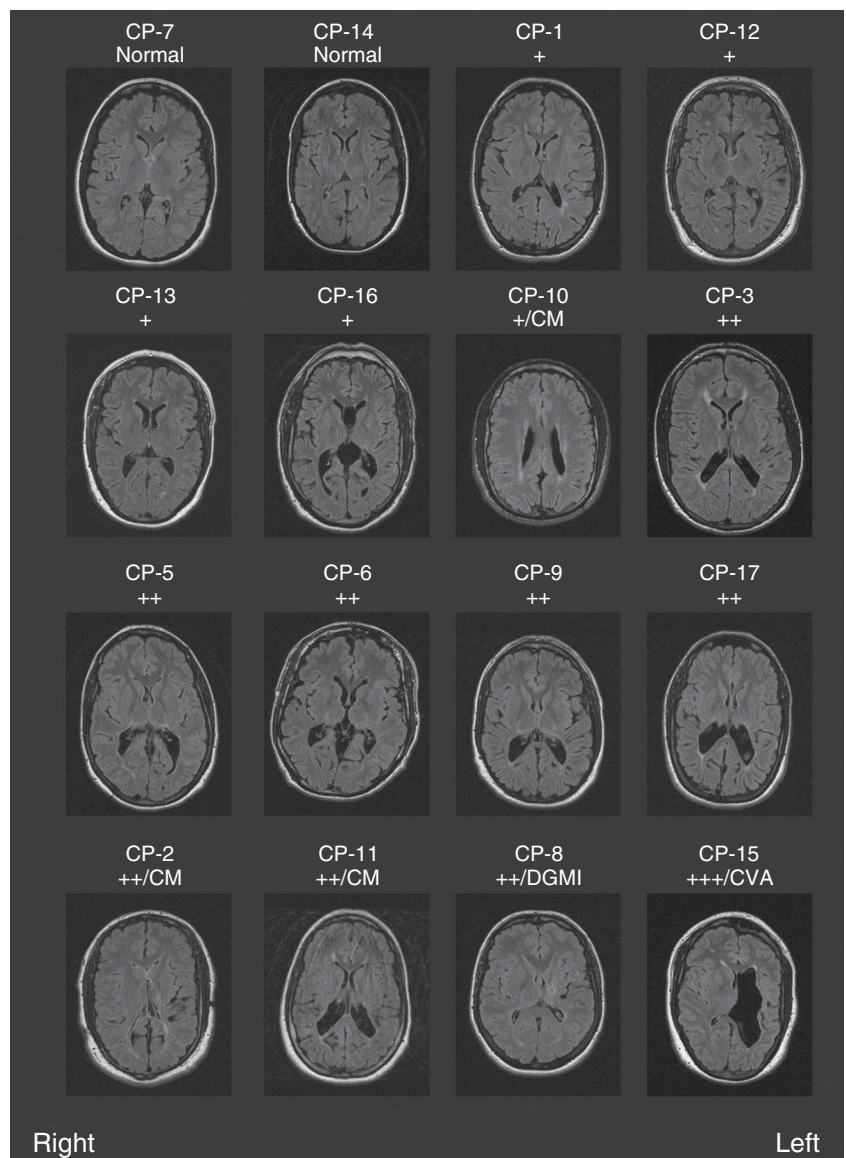 CP-7
Normal
CP-14
Normal
CP-1
+
CP-12
+
CP-13
+
CP-16
+
CP-10
+/CM
CP-3
++
CP-5
++
CP-6
++
CP-9
++
CP-17
++
CP-2
++/CM
CP-11
++/CM
CP-8
++/DGMI
CP-15
+++/CVA
Right
Left